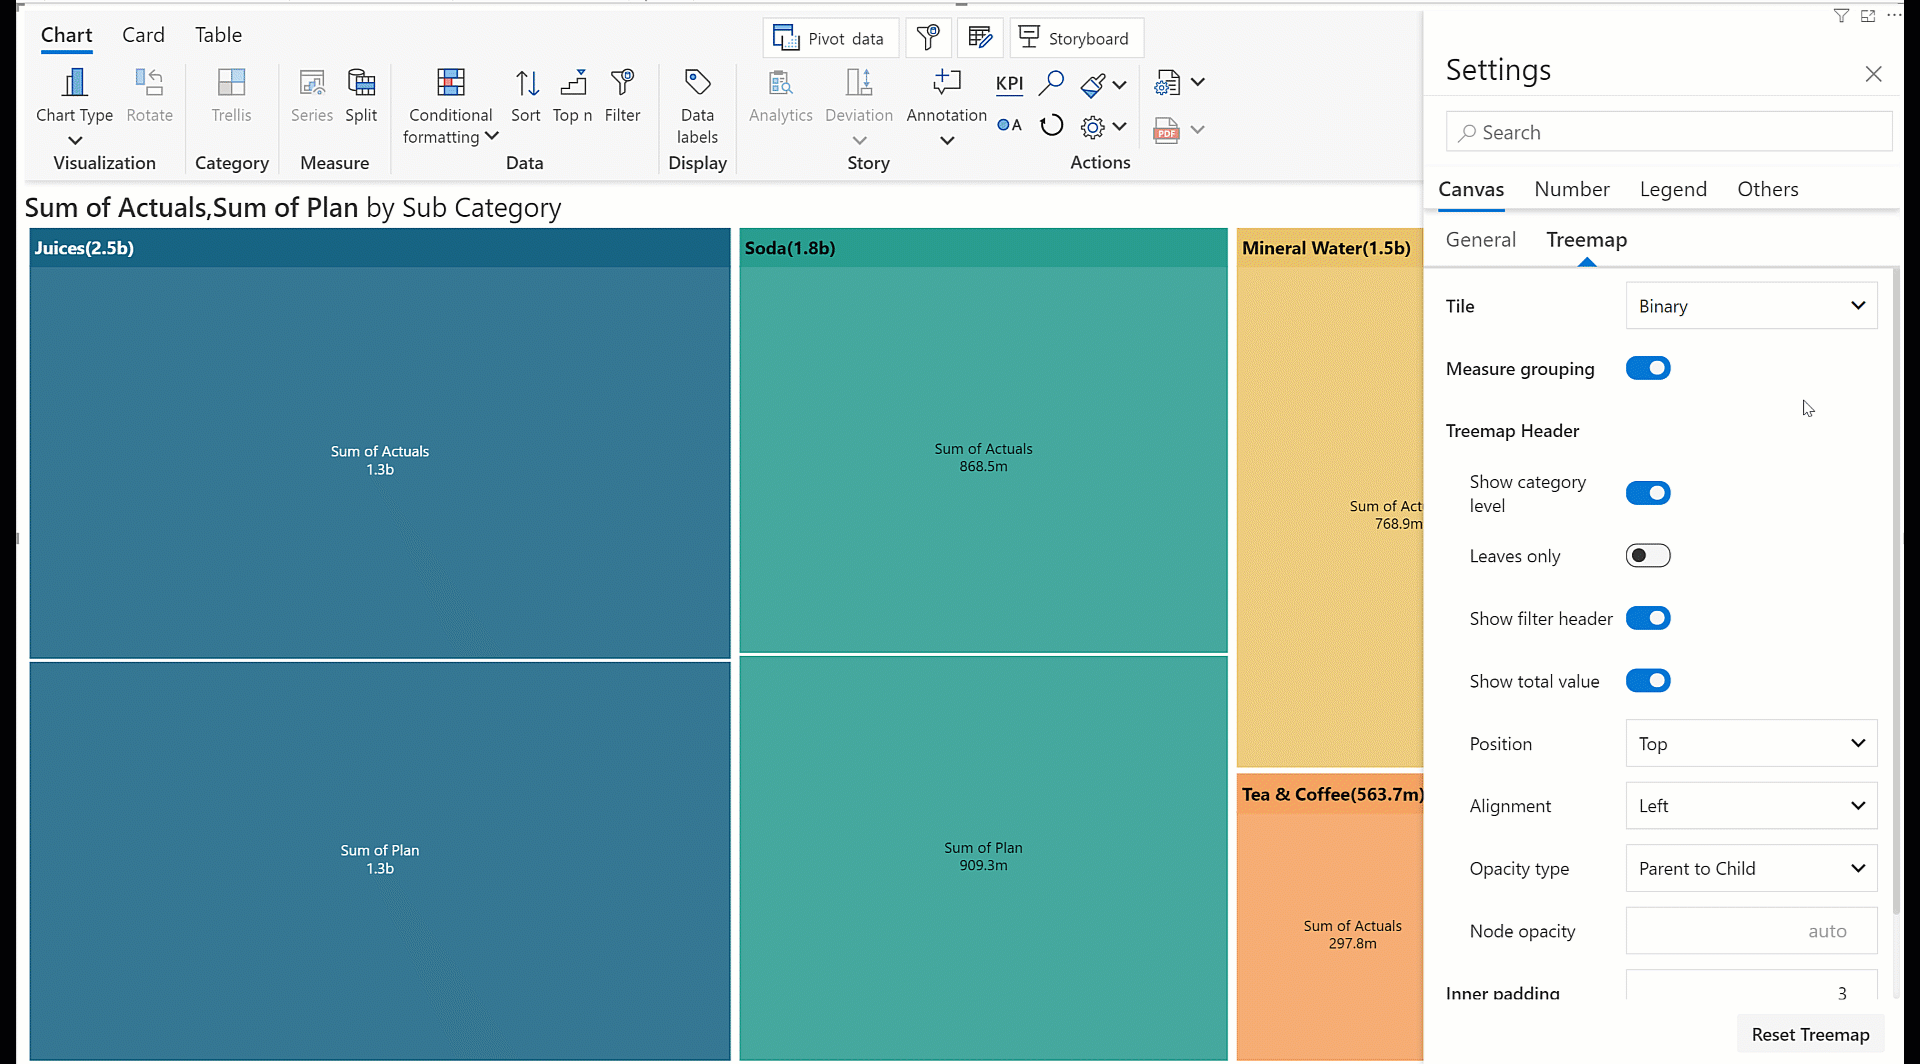 Chart Card Table
Pivot data
Storyboard
Chart Type
Rotate
Visualization
Trellis
Category
Series
Split
Measure
Conditional
formatting
Sort
Top n
Filter
Data
Data
labels
Display
Analytics
Deviation
Annotation
Story
KPI
A
PDF
Actions
Sum of Actuals,Sum of Plan by Sub Category
Juices(2.5b)
Sum of Actuals
1.3b
Sum of Plan
1.3b
Soda(1.8b)
Sum of Actuals
868.5m
Sum of Plan
909.3m
Mineral Water(1.5b)
Sum of Act
768.9m
Tea & Coffee(563.7m)
Sum of Actuals
297.8m
Settings
Search
Canvas Number Legend Others
General Treemap
Tile
Binary
Measure grouping
Treemap Header
Show category
level
Leaves only
Show filter header
Show total value
Position
Top
Alignment
Left
Opacity type
Parent to Child
Node opacity
auto
Inner padding
3
Reset Treemap